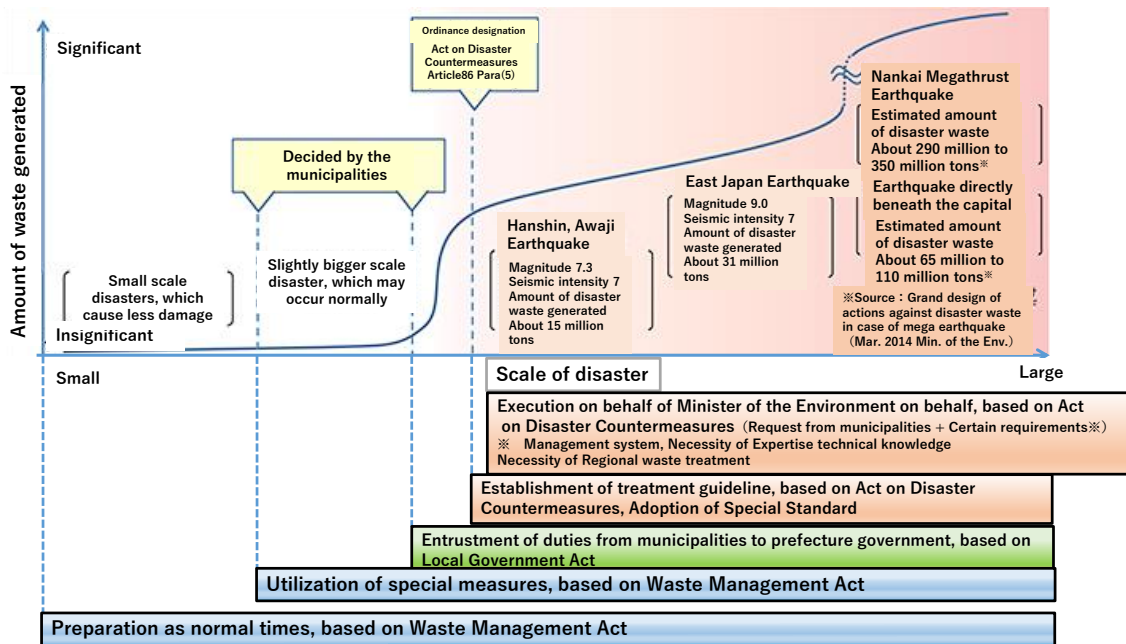 Amount of waste generated
Significant
Ordinance designation
Act on Disaster
Countermeasures
Article86 Para(5)
Decided by the
municipalities
Small scale
disasters, which
cause less damage
Slightly bigger scale
disaster, which may
occur normally
Hanshin, Awaji
Earthquake
Magnitude 7.3
Seismic intensity 7
Amount of disaster
waste generated
About 15 million
tons
East Japan Earthquake
Magnitude 9.0
Seismic intensity 7
Amount of disaster
waste generated
About 31 million
tons
Nankai Megathrust
Earthquake
Estimated amount
of disaster waste
About 290 million to
350 million tons※
Earthquake directly
beneath the capital
Estimated amount
of disaster waste
About 65 million to
110 million tons※
※Source：Grand design of
actions against disaster waste
in case of mega earthquake
（Mar. 2014 Min. of the Env.）
Insignificant
Small
Large
Scale of disaster
Execution on behalf of Minister of the Environment on behalf, based on Act
on Disaster Countermeasures（Request from municipalities + Certain requirements※）
※ Management system, Necessity of Expertise technical knowledge
Necessity of Regional waste treatment
Establishment of treatment guideline, based on Act on Disaster
Countermeasures, Adoption of Special Standard
Entrustment of duties from municipalities to prefecture government, based on
Local Government Act
Utilization of special measures, based on Waste Management Act
Preparation as normal times, based on Waste Management Act